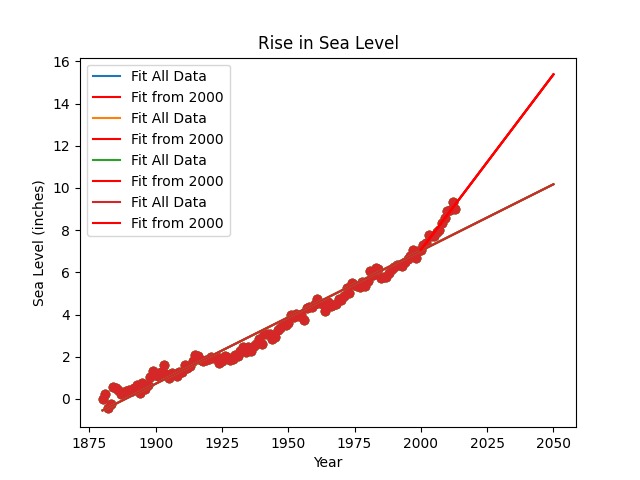 Rise in Sea Level
Fit All Data
Fit from 2000
Fit All Data
Fit from 2000
Fit All Data
Fit from 2000
Fit All Data
Fit from 2000
16
14
12
10
8
6
4
2
0
Sea Level (inches)
1875 1900 1925 1950 1975 2000 2025 2050
Year